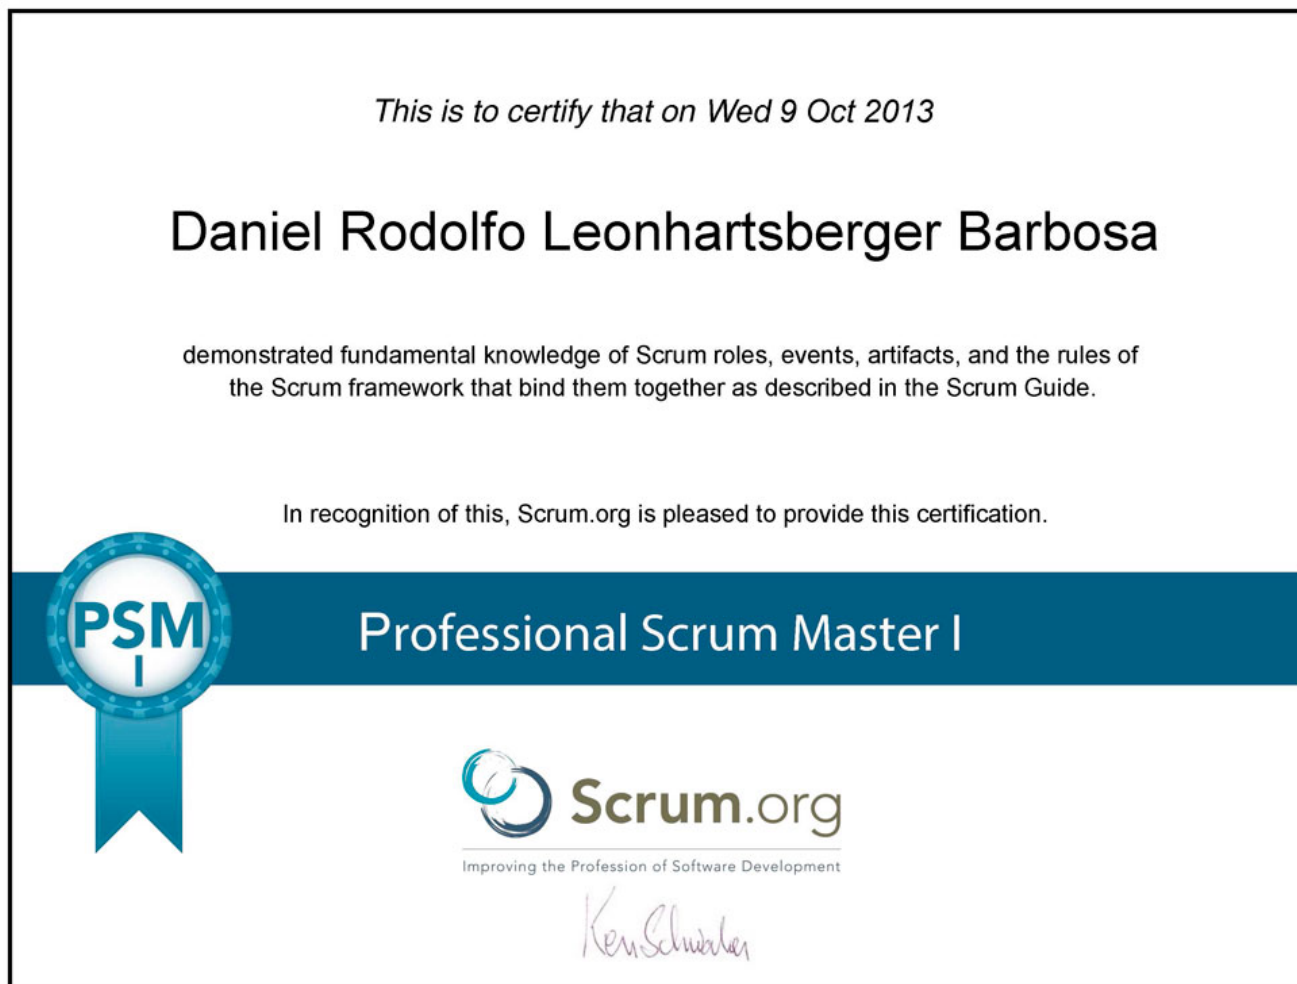 This is to certify that on Wed 9 Oct 2013
Daniel Rodolfo Leonhartsberger Barbosa
demonstrated fundamental knowledge of Scrum roles, events, artifacts, and the rules of
the Scrum framework that bind them together as described in the Scrum Guide.
In recognition of this, Scrum.org is pleased to provide this certification.
PSM
I
Professional Scrum Master I
Scrum.org
Improving the Profession of Software Development
Ken Schwaber